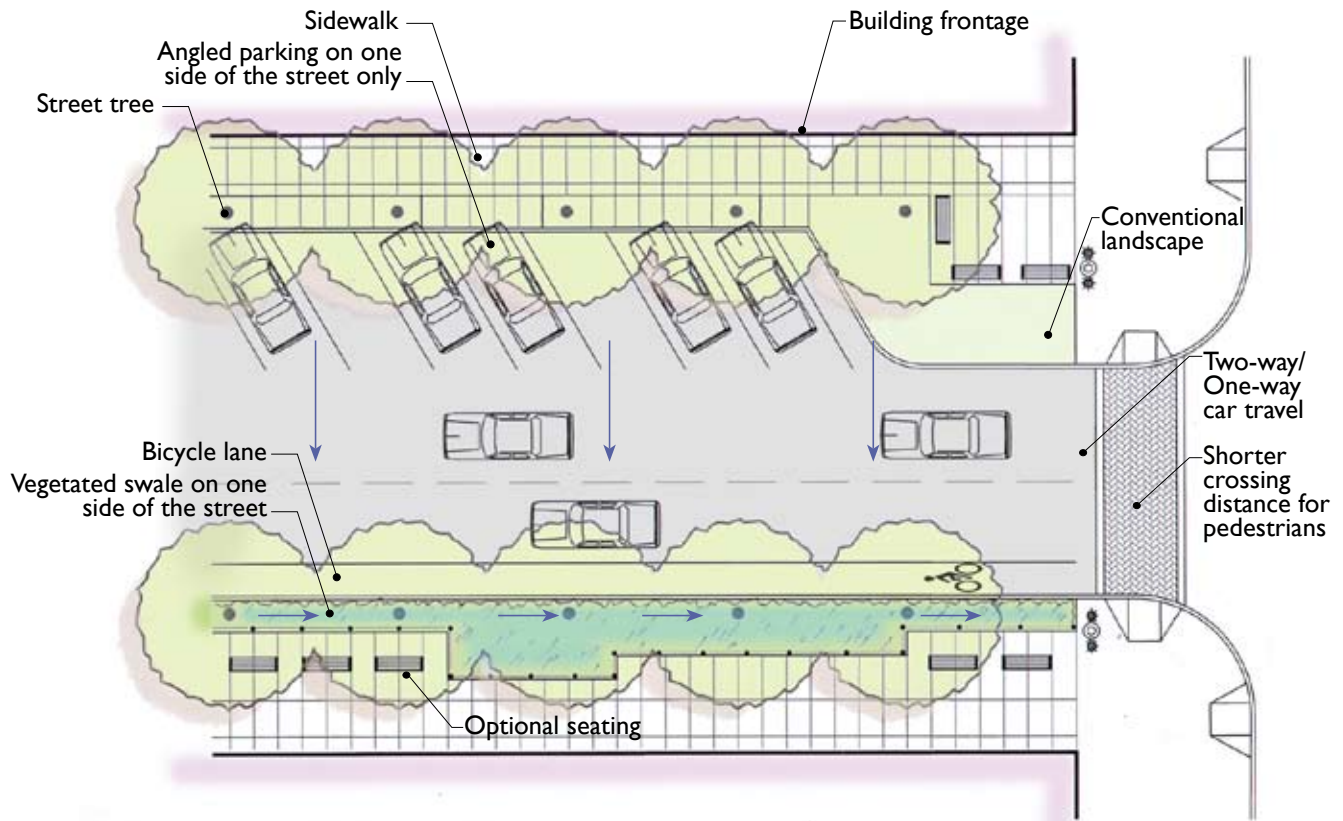 Sidewalk
Building frontage
Angled parking on one
side of the street only
Street tree
Conventional
landscape
Two-way/
One-way
car travel
Bicycle lane
Vegetated swale on one
side of the street
Shorter
crossing
distance for
pedestrians
Optional seating